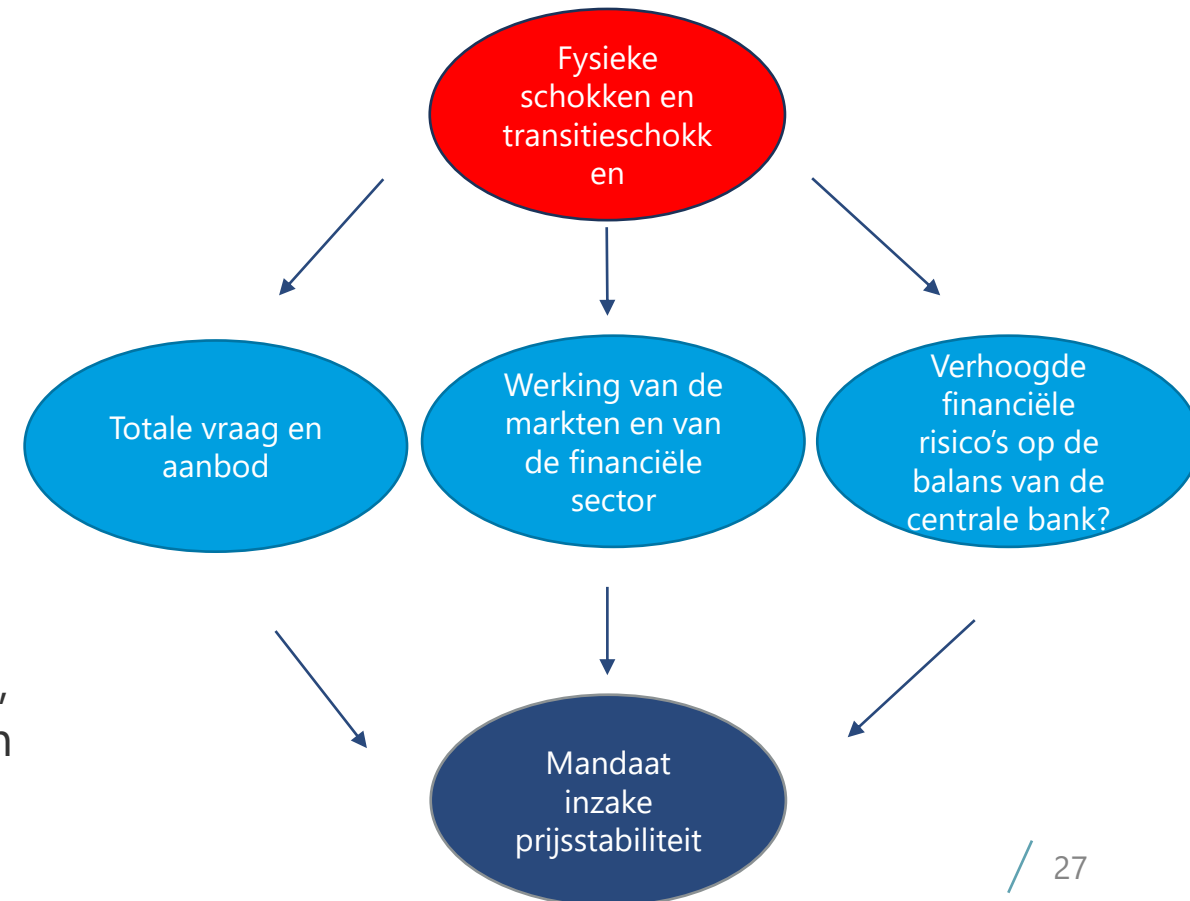 Fysieke
schokken en
transitieschokk
en
Totale vraag en
aanbod
Werking van de
markten en van
de financiële
sector
Verhoogde
financiële
risico’s op de
balans van de
centrale bank?
Mandaat
inzake
prijsstabiliteit
27